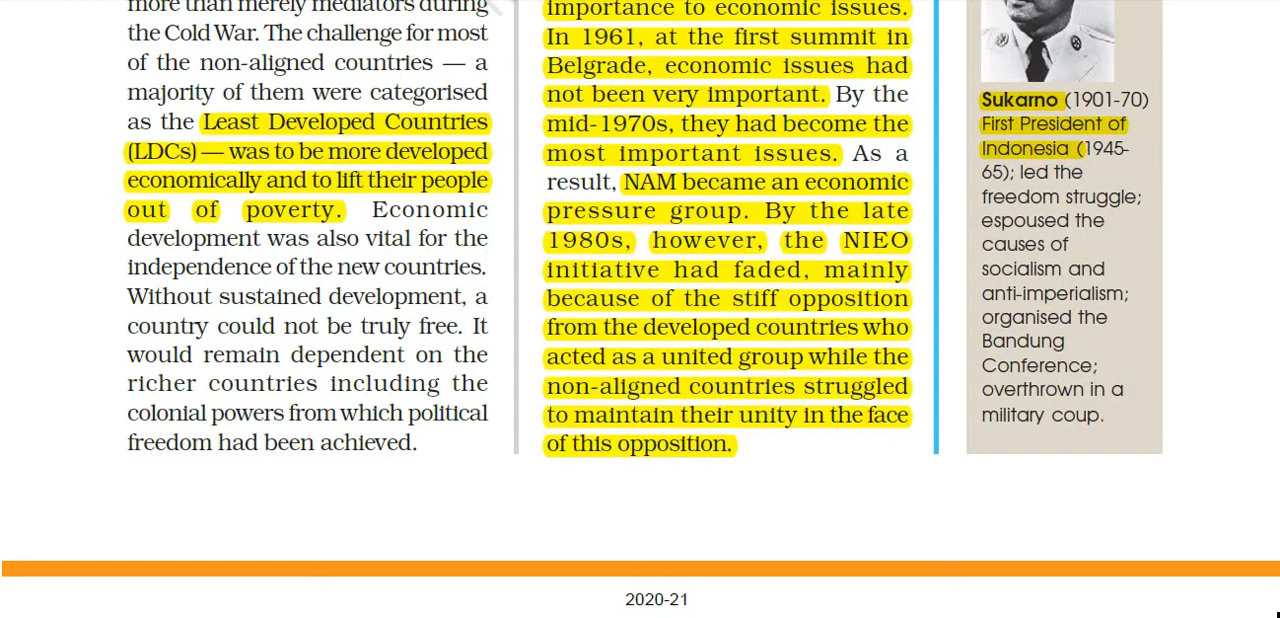 more than merely mediators during
the Cold War. The challenge for most
of the non-aligned countries — a
majority of them were categorised
as the Least Developed Countries
(LDCs) — was to be more developed
economically and to lift their people
out of poverty. Economic
development was also vital for the
independence of the new countries.
Without sustained development, a
country could not be truly free. It
would remain dependent on the
richer countries including the
colonial powers from which political
freedom had been achieved.
importance to economic issues.
In 1961, at the first summit in
Belgrade, economic issues had
not been very important. By the
mid-1970s, they had become the
most important issues. As a
result, NAM became an economic
pressure group. By the late
1980s, however, the NIEO
initiative had faded, mainly
because of the stiff opposition
from the developed countries who
acted as a united group while the
non-aligned countries struggled
to maintain their unity in the face
of this opposition.
Sukarno (1901-70)
First President of
Indonesia (1945-
65); led the
freedom struggle;
espoused the
causes of
socialism and
anti-imperialism;
organised the
Bandung
Conference;
overthrown in a
military coup.
2020-21